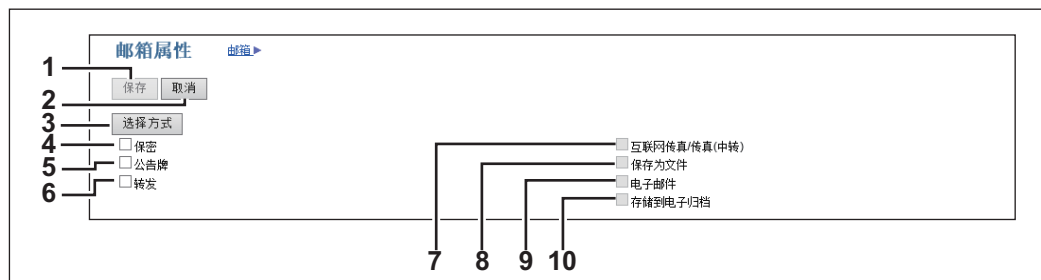 邮箱属性 邮箱▶
1
保存 取消
2
3 选择方式
4 保密 互联网传真/传真(中转)
5 公告牌 保存为文件
6 转发 电子邮件
存储到电子归档
7 8 9 10